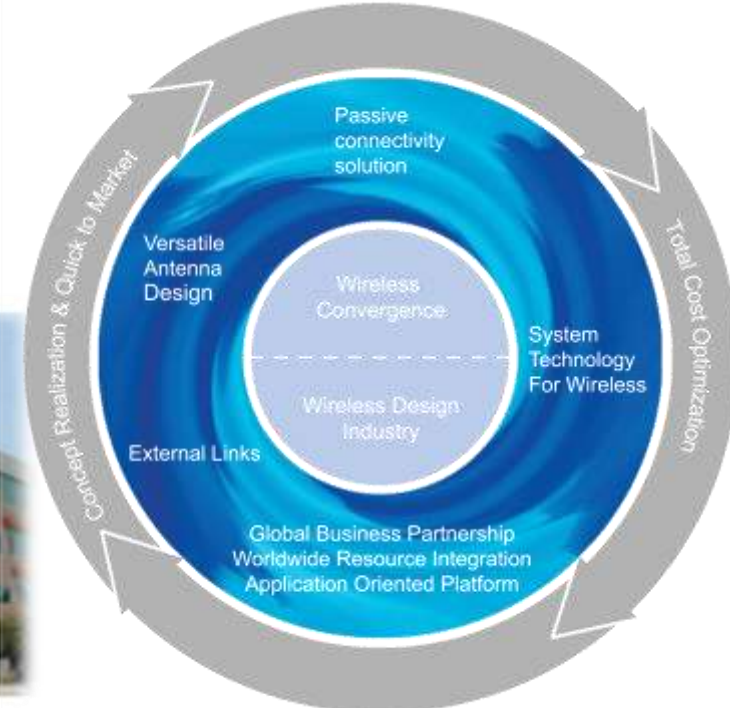 Passive
connectivity
solution
Concept Realization & Quick to Market
Versatile
Antenna
Design
Wireless
Convergence
Total Cost Optimization
System
Technology
For Wireless
Wireless Design
Industry
External Links
Global Business Partnership
Worldwide Resource Integration
Application Oriented Platform